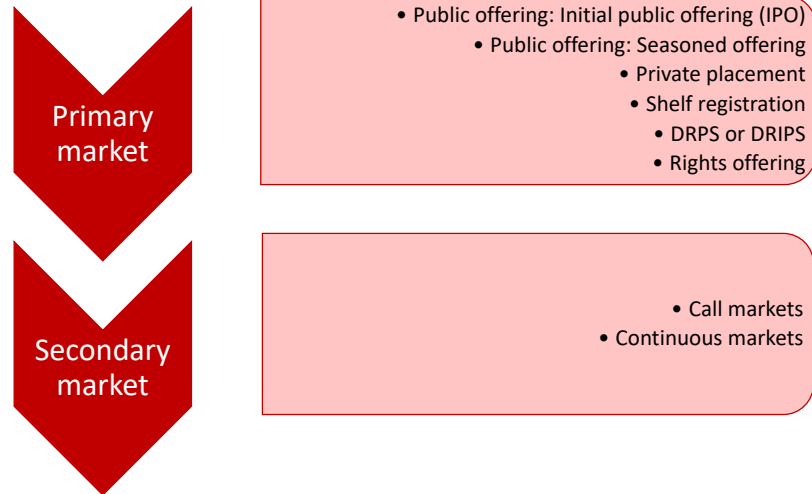 Primary
market
• Public offering: Initial public offering (IPO)
• Public offering: Seasoned offering
• Private placement
• Shelf registration
• DRPS or DRIPS
• Rights offering
Secondary
market
• Call markets
• Continuous markets